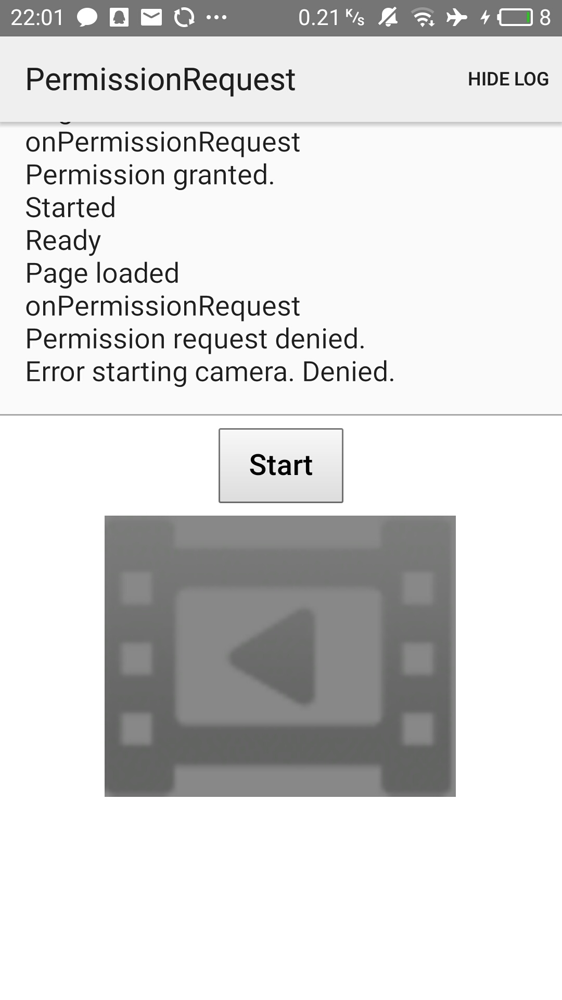 22:01 0.21 K/s 8
PermissionRequest HIDE LOG
onPermissionRequest
Permission granted.
Started
Ready
Page loaded
onPermissionRequest
Permission request denied.
Error starting camera. Denied.
Start